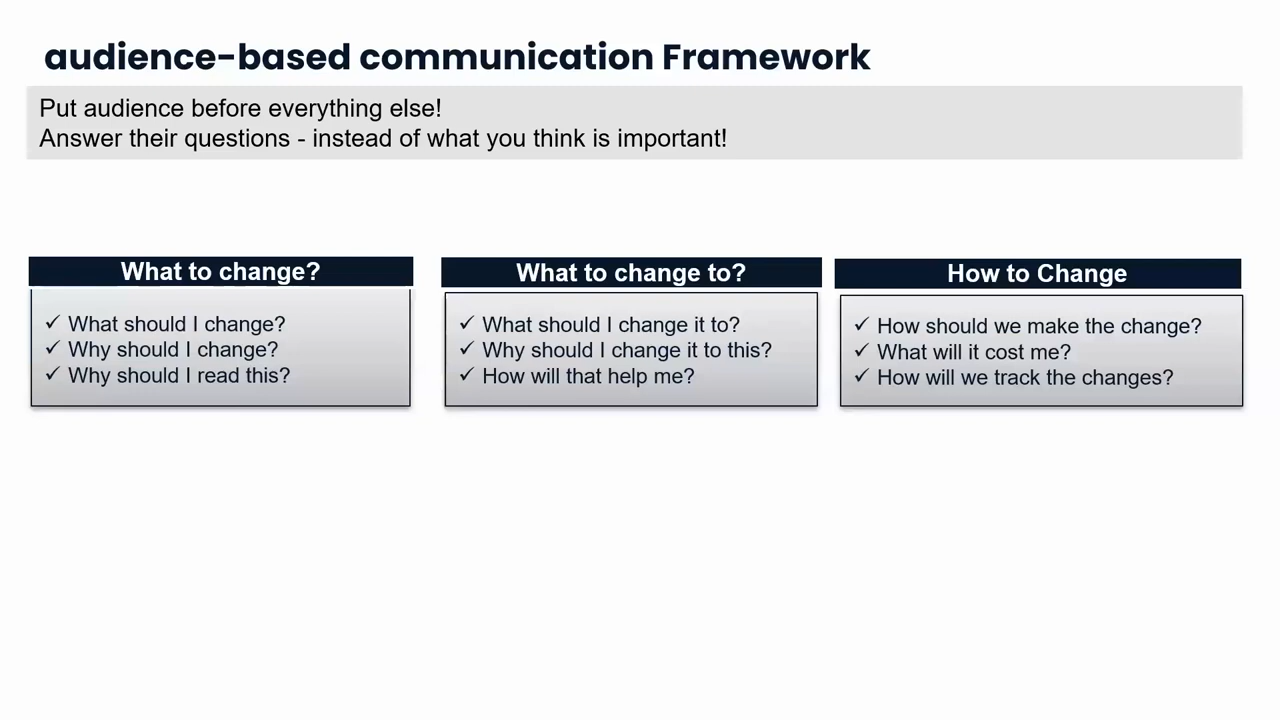 audience-based communication Framework
Put audience before everything else!
Answer their questions - instead of what you think is important!
What to change?
✓ What should I change?
✓ Why should I change?
✓ Why should I read this?
What to change to?
✓ What should I change it to?
✓ Why should I change it to this?
✓ How will that help me?
How to Change
✓ How should we make the change?
✓ What will it cost me?
✓ How will we track the changes?